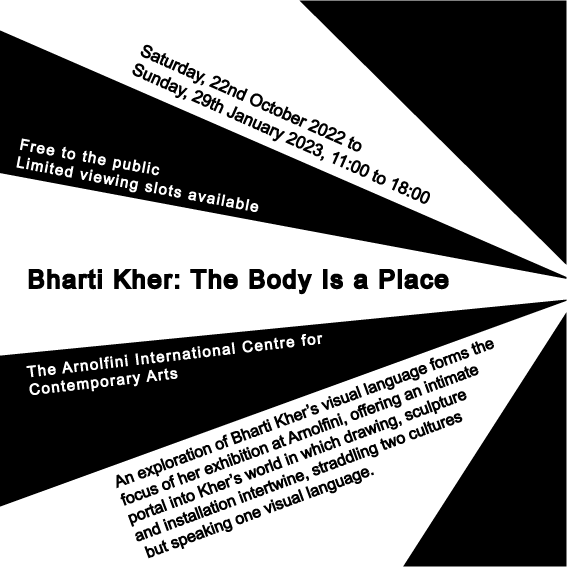 Saturday, 22nd October 2022 to
Sunday, 29th January 2023, 11:00 to 18:00
Free to the public
Limited viewing slots available
Bharti Kher: The Body Is a Place
The Arnolfini International Centre for
Contemporary Arts
An exploration of Bharti Kher's visual language forms the
focus of her exhibition at Arnolfini, offering an intimate
portal into Kher's world in which drawing, sculpture
and installation intertwine, straddling two cultures
but speaking one visual language.